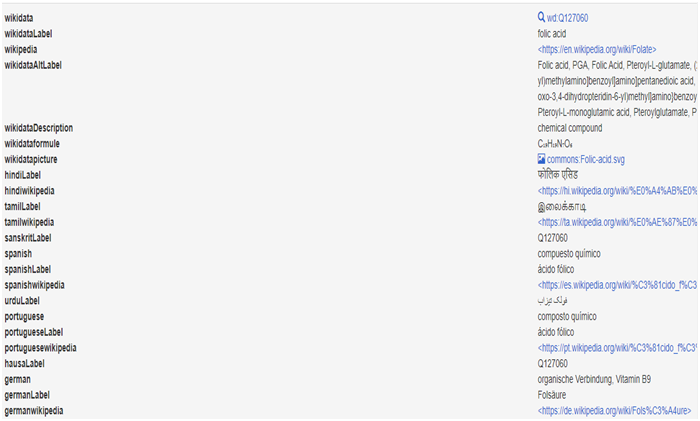 wikidata wd:Q127060
wikidataLabel folic acid
wikipedia <https://en.wikipedia.org/wiki/Folate>
wikidataAltLabel Folic acid, PGA, Folic Acid, Pteroyl-L-glutamate, (
yl)methylamino]benzoyl]amino]pentanedioic acid,
oxo-3,4-dihydropteridin-6-yl)methyl]amino}benzoy
Pteroyl-L-monoglutamic acid, Pteroylglutamate, P
wikidataDescription chemical compound
wikidataformule
wikidatapicture commons:Folic-acid.svg
hindiLabel फोलिक एसिड
hindiwikipedia <https://hi.wikipedia.org/wiki/%E0%A4%AB%E0%
tamilLabel இலைக்காடி
tamilwikipedia <https://ta.wikipedia.org/wiki/%E0%AE%87%E0%
sanskritLabel Q127060
spanish compuesto químico
spanishLabel ácido fólico
spanishwikipedia <https://es.wikipedia.org/wiki/%C3%81cido_f%C3
urduLabel فولک تیزاب
portuguese composto químico
portugueseLabel ácido fólico
portuguesewikipedia <https://pt.wikipedia.org/wiki/%C3%81cido_f%C3%
hausaLabel Q127060
german organische Verbindung, Vitamin B9
germanLabel Folsäure
germanwikipedia <https://de.wikipedia.org/wiki/Fols%C3%A4ure>